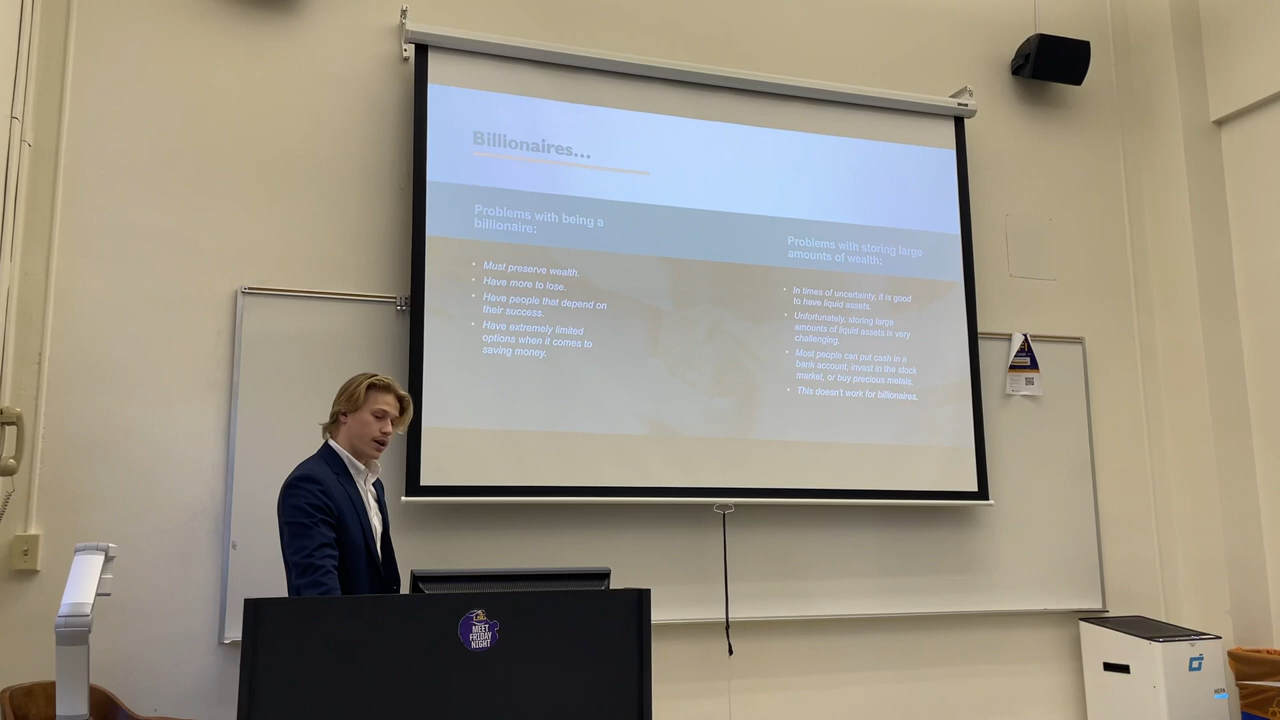 Billionaires...
Problems with being a
billionaire:
• Must preserve wealth.
• Have more to lose.
• Have people that depend on
their success.
• Have extremely limited
options when it comes to
saving money.
Problems with storing large
amounts of wealth:
• In times of uncertainty, it is good
to have liquid assets.
• Unfortunately, storing large
amounts of liquid assets is very
challenging.
• Most people can put cash in a
bank account, invest in the stock
market, or buy precious metals.
• This doesn't work for billionaires.
MEET
FRIDAY
NIGHT
HEPA